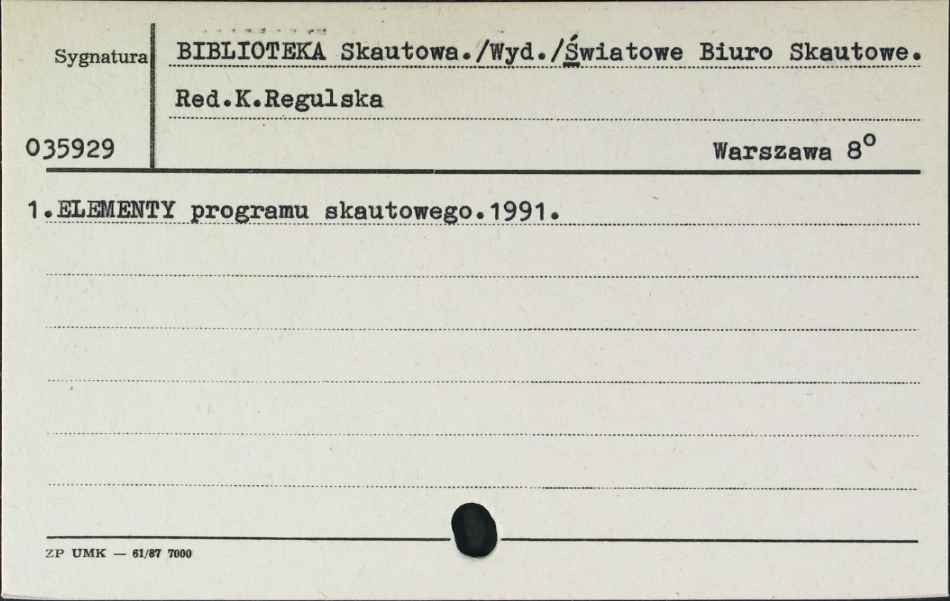 Sygnatura
BIBLIOTEKA Skautowa./Wyd./Światowe Biuro Skautowe.
Red.K.Regulska
035929
Warszawa 8°
1.ELEMENTY programu skautowego.1991.
ZP UMK — 61/87 7000